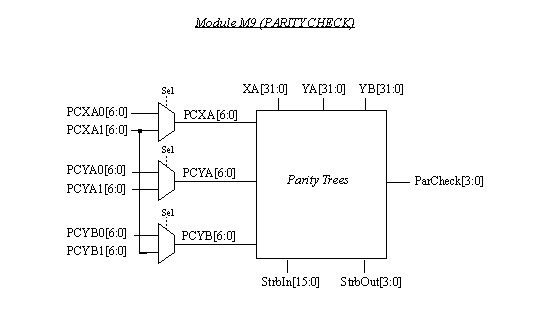 Module M9 (PARITYCHECK)
XA[31:0] YA[31:0] YB[31:0]
Sel
PCXA0[6:0]
PCXA[6:0]
PCXA1[6:0]
Sel
PCYA0[6:0]
PCYA[6:0]
Parity Trees
ParCheck[3:0]
PCYA1[6:0]
Sel
PCYB0[6:0]
PCYB[6:0]
PCYB1[6:0]
StrbIn[15:0] StrbOut[3:0]